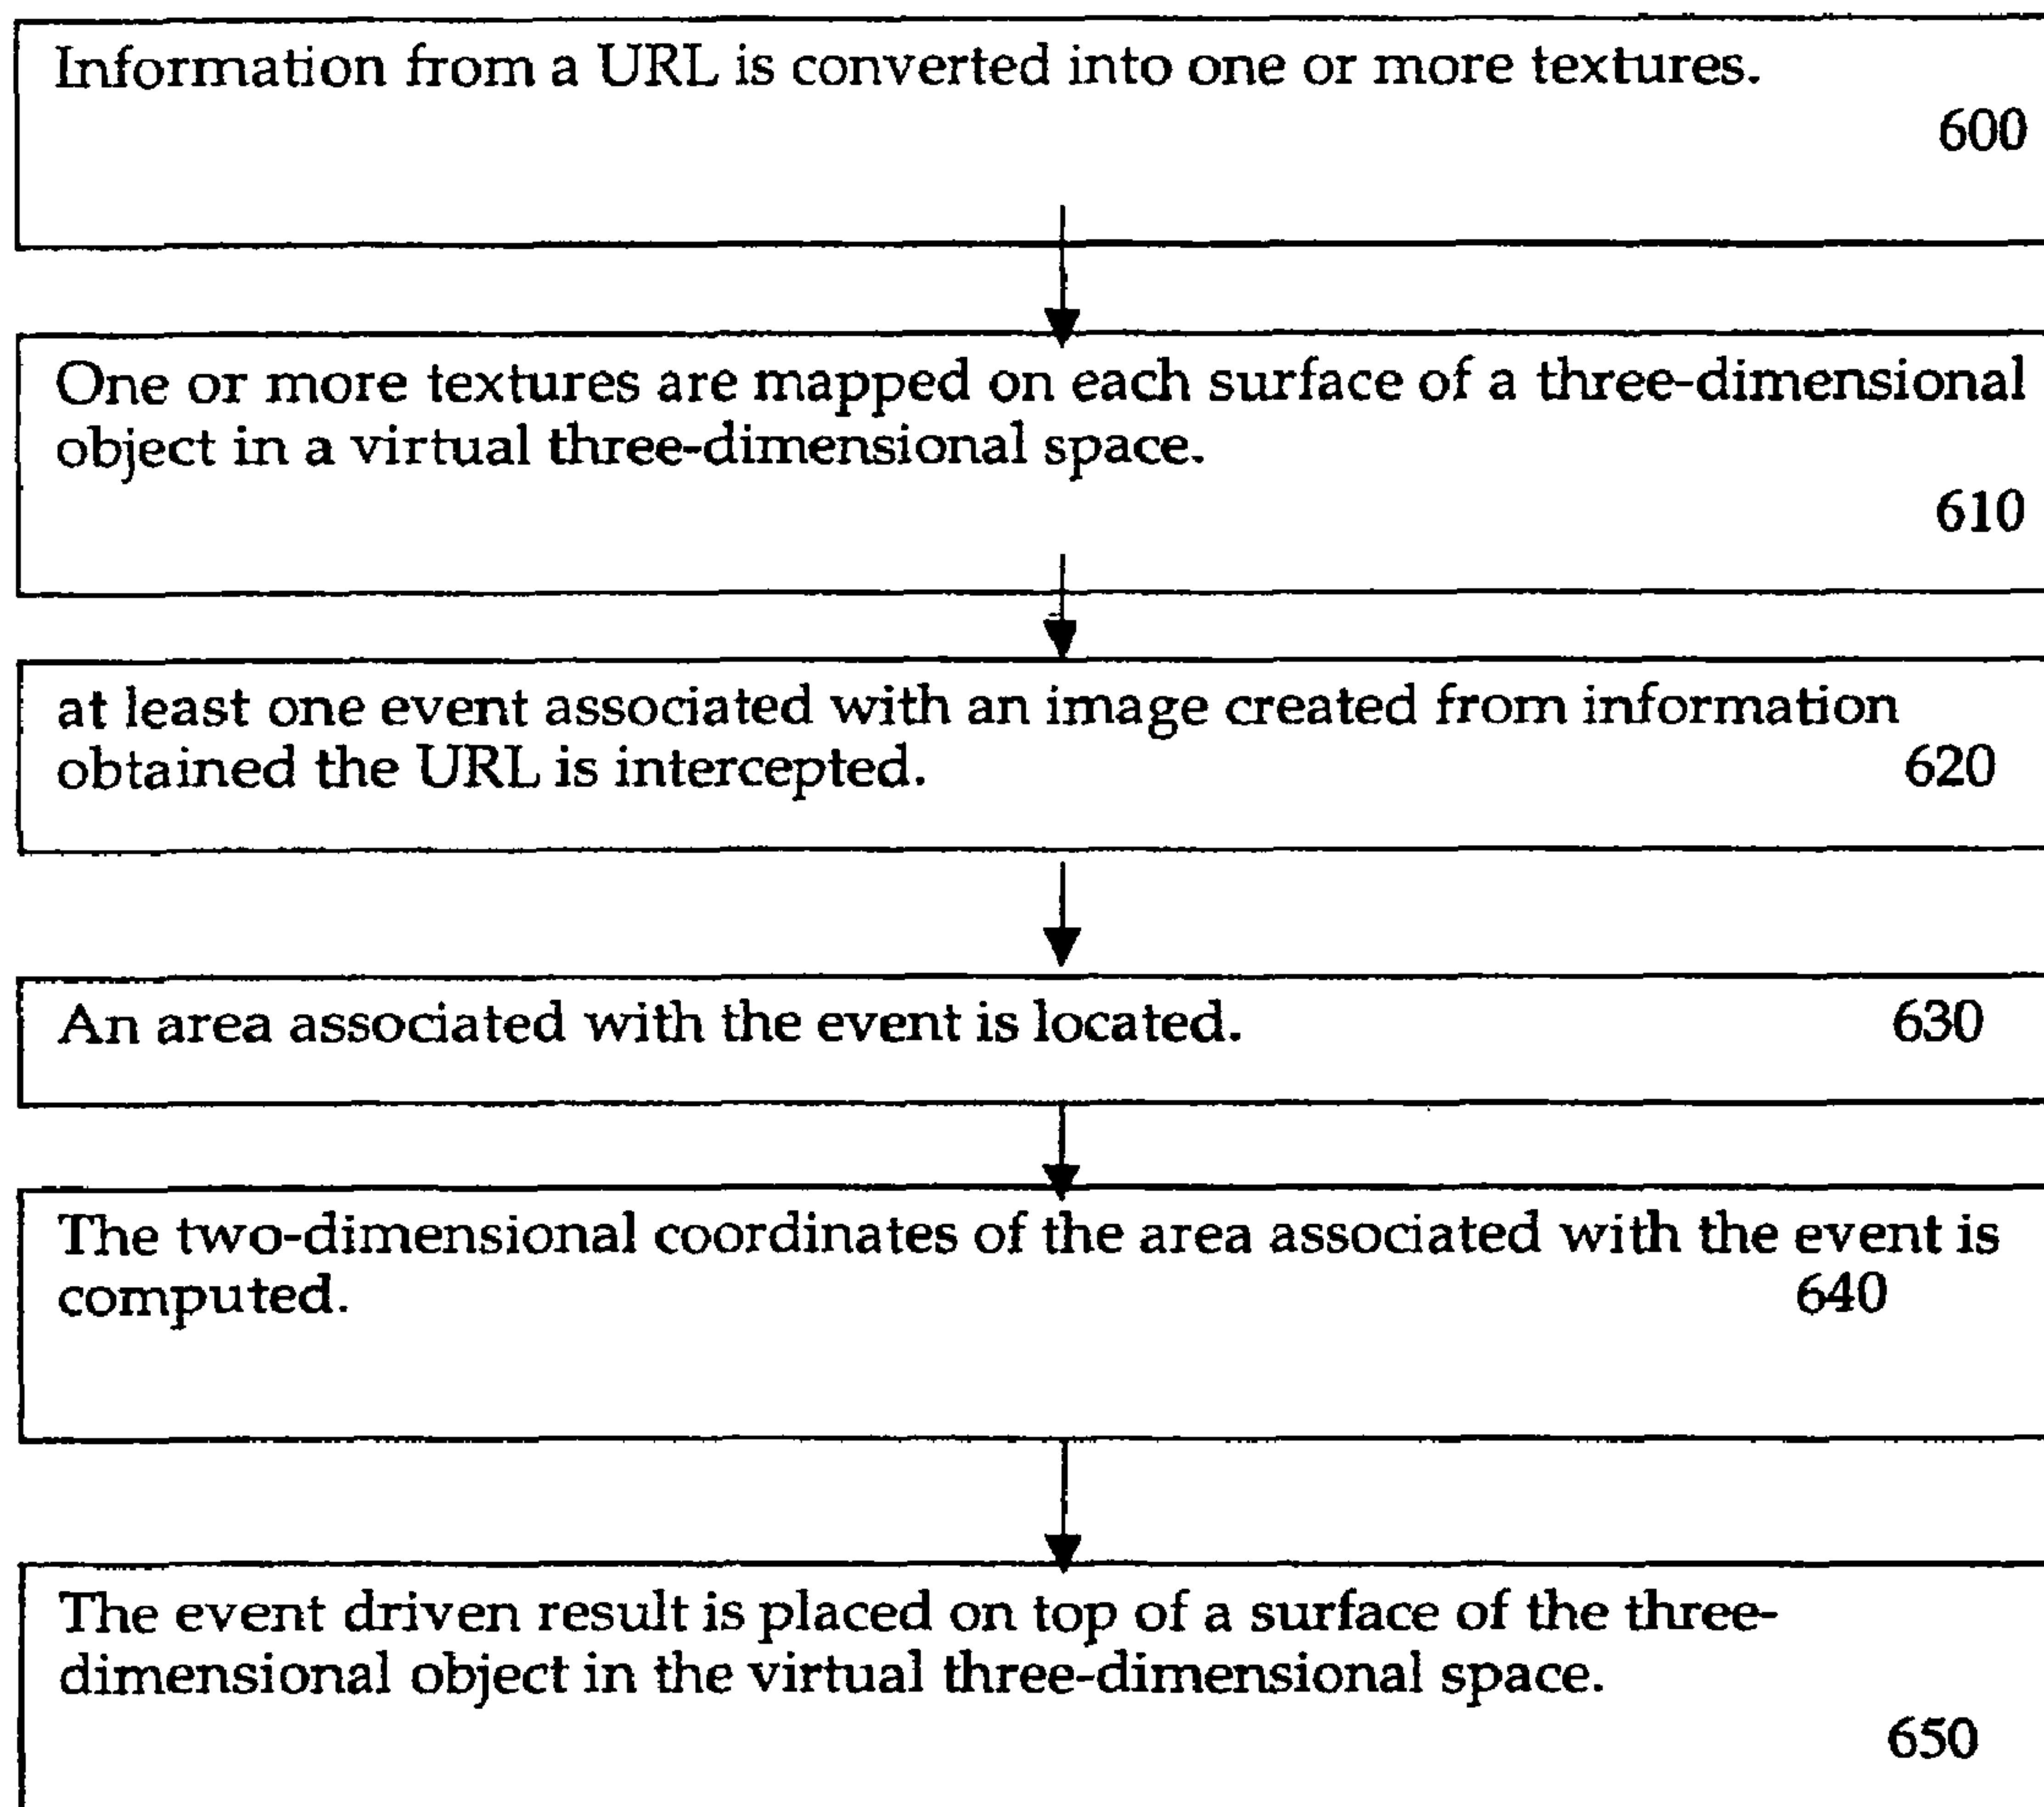 Information from a URL is converted into one or more textures.
600
One or more textures are mapped on each surface of a three-dimensional
object in a virtual three-dimensional space.
610
at least one event associated with an image created from information
obtained the URL is intercepted. 620
An area associated with the event is located. 630
The two-dimensional coordinates of the area associated with the event is
computed. 640
The event driven result is placed on top of a surface of the three-
dimensional object in the virtual three-dimensional space.
650